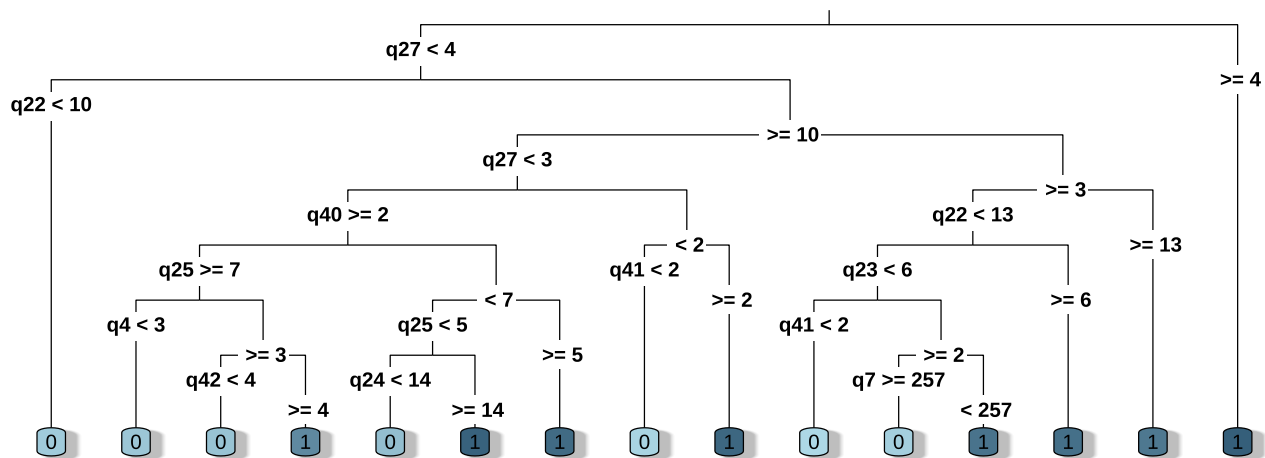 q27 < 4
>= 4
q22 < 10
>= 10
q27 < 3
>= 3
q40 >= 2
q22 < 13
< 2
>= 13
q25 >= 7
q41 < 2
q23 < 6
< 7
>= 2
>= 6
q4 < 3
q25 < 5
q41 < 2
>= 3
>= 5
>= 2
q42 < 4
q24 < 14
q7 >= 257
>= 4
>= 14
< 257
0 0 0 1 0 1 1 0 1 0 0 1 1 1 1